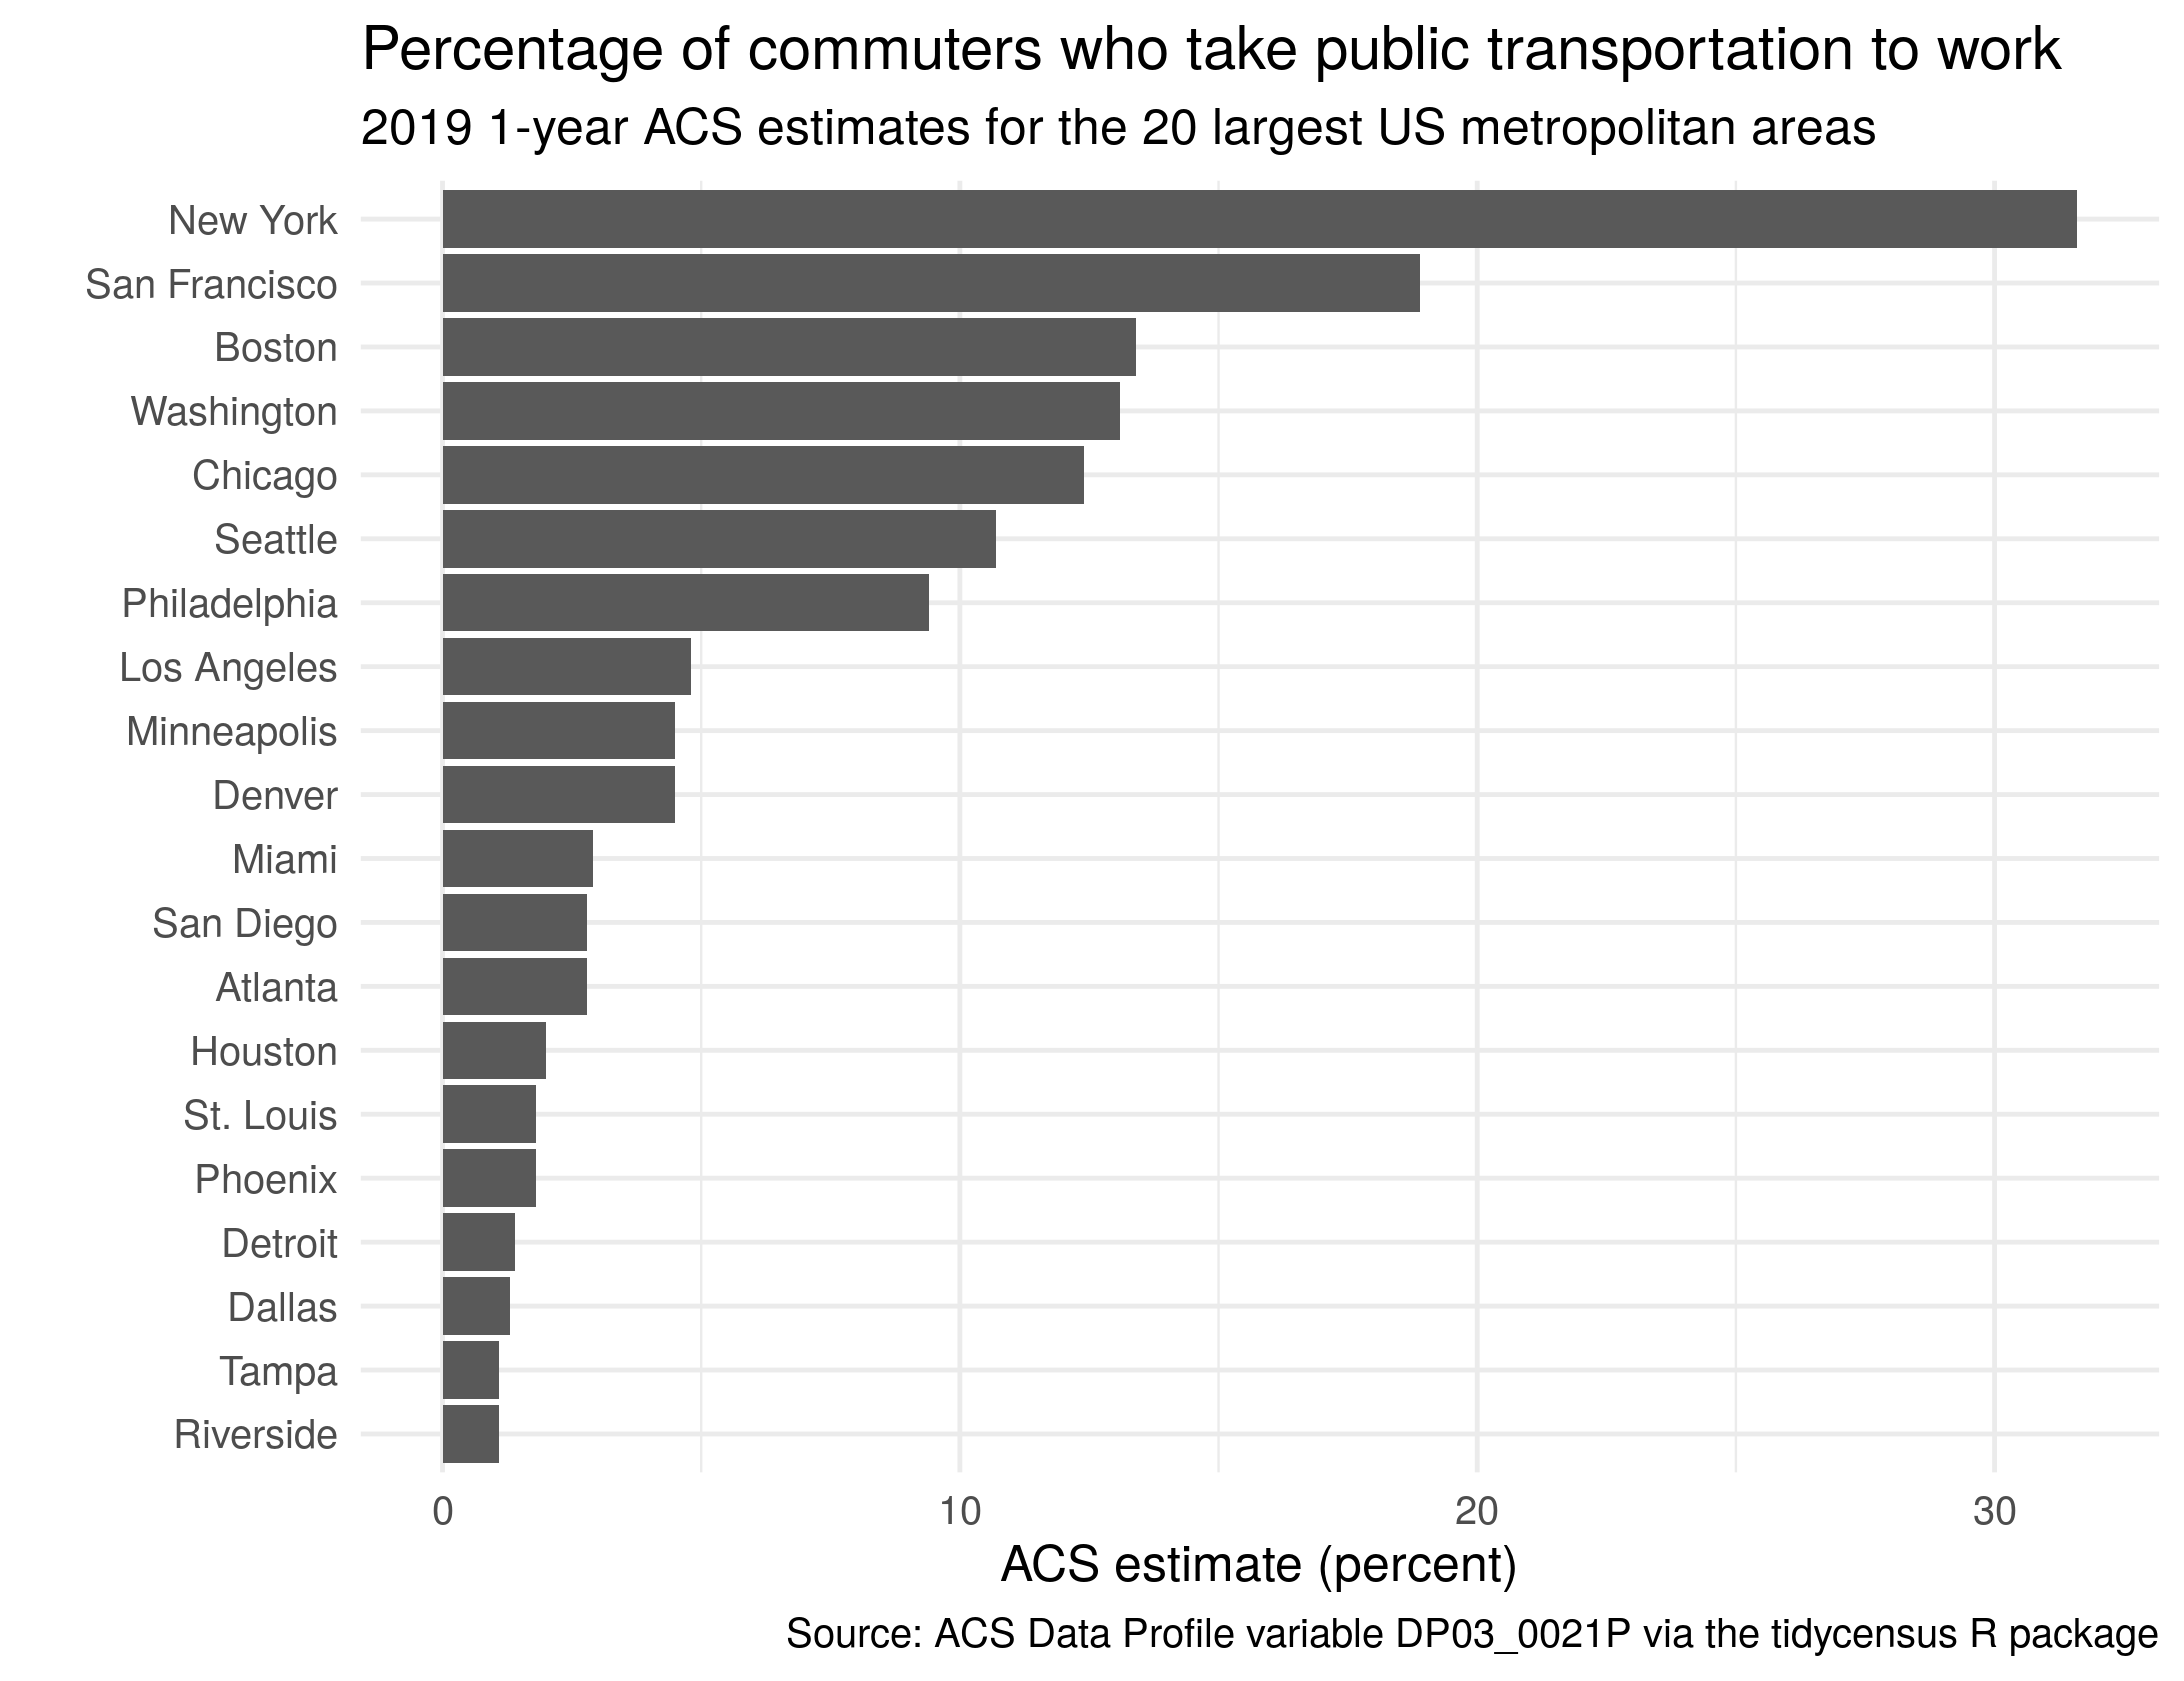 Percentage of commuters who take public transportation to work
2019 1-year ACS estimates for the 20 largest US metropolitan areas
New York
San Francisco
Boston
Washington
Chicago
Seattle
Philadelphia
Los Angeles
Minneapolis
Denver
Miami
San Diego
Atlanta
Houston
St. Louis
Phoenix
Detroit
Dallas
Tampa
Riverside
0 10 20 30
ACS estimate (percent)
Source: ACS Data Profile variable DP03_0021P via the tidycensus R package